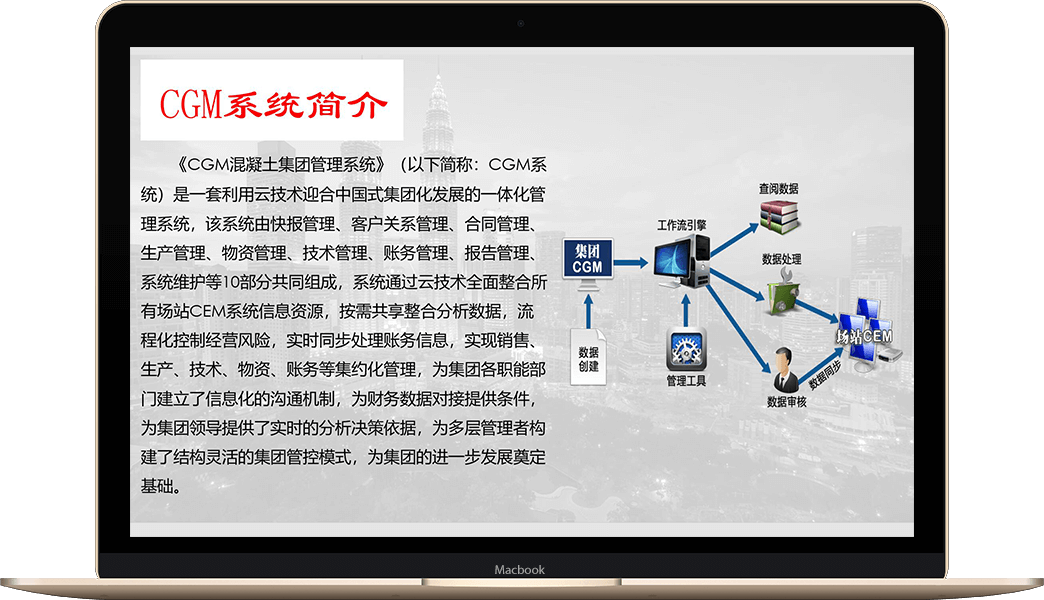 CGM系统简介
《CGM混凝土集团管理系统》（以下简称：CGM系
统）是一套利用云技术迎合中国式集团化发展的一体化管
理系统，该系统由快报管理、客户关系管理、合同管理、
生产管理、物资管理、技术管理、账务管理、报告管理、
系统维护等10部分共同组成，系统通过云技术全面整合所
有场站CEM系统信息资源，按需共享整合分析数据，流
程化控制经营风险，实时同步处理账务信息，实现销售、
生产、技术、物资、账务等集约化管理，为集团各职能部
门建立了信息化的沟通机制，为财务数据对接提供条件，
为集团领导提供了实时的分析决策依据，为多层管理者构
建了结构灵活的集团管控模式，为集团的进一步发展奠定
基础。
查阅数据
工作流引擎
集团
CGM
数据处理
场站CEM
数据
创建
管理工具
数据同步
数据审核
Macbook